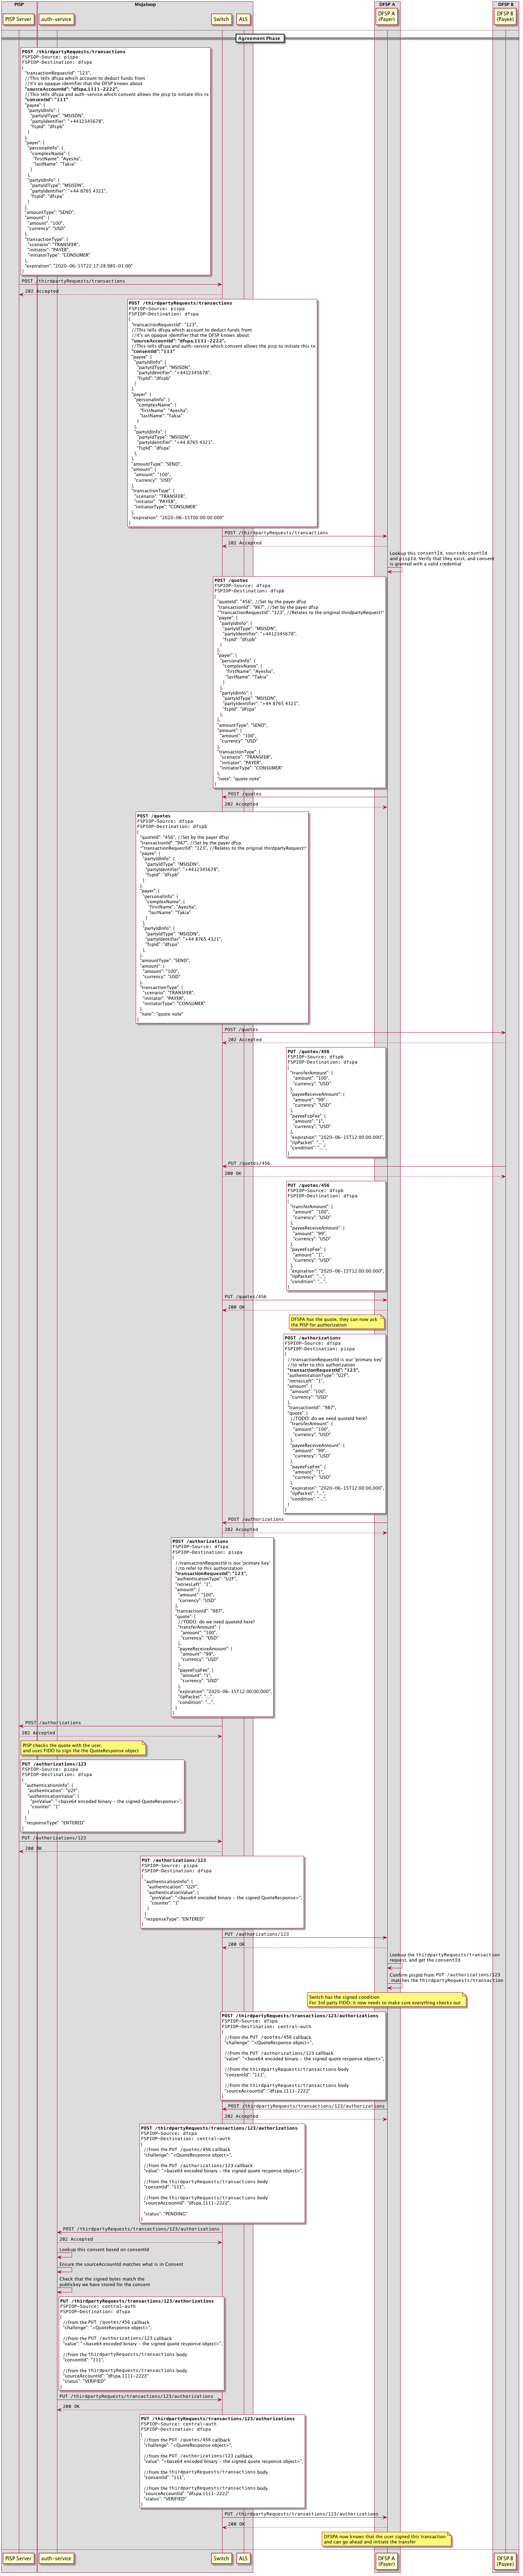 PISP
Mojaloop
DFSP A
DFSP B
PISP Server
auth-service
Switch
ALS
DFSP A
(Payer)
DFSP B
(Payee)
Agreement Phase
POST /thirdpartyRequests/transactions
FSPIOP-Source: pispa
FSPIOP-Destination: dfspa
{
"transactionRequestId": "123",
//This tells dfspa which account to deduct funds from
//it's an opaque identifier that the DFSP knows about
"sourceAccountId": "dfspa.1111-2222",
//This tells dfspa and auth-service which consent allows the pisp to initiate this tx
"consentId": "111"
"payee": {
"partyIdInfo": {
"partyIdType": "MSISDN",
"partyIdentifier": "+4412345678",
"fspId": "dfspb"
}
},
"payer": {
"personalInfo": {
"complexName": {
"firstName": "Ayesha",
"lastName": "Takia"
}
},
"partyIdInfo": {
"partyIdType": "MSISDN",
"partyIdentifier": "+44 8765 4321",
"fspId": "dfspa"
}
},
"amountType": "SEND",
"amount": {
"amount": "100",
"currency": "USD"
},
"transactionType": {
"scenario": "TRANSFER",
"initiator": "PAYER",
"initiatorType": "CONSUMER"
},
"expiration": "2020-06-15T22:17:28.985-01:00"
}
POST /thirdpartyRequests/transactions
202 Accepted
POST /thirdpartyRequests/transactions
FSPIOP-Source: pispa
FSPIOP-Destination: dfspa
{
"transactionRequestId": "123",
//This tells dfspa which account to deduct funds from
//it's an opaque identifier that the DFSP knows about
"sourceAccountId": "dfspa.1111-2222",
//This tells dfspa and auth-service which consent allows the pisp to initiate this tx
"consentId": "111"
"payee": {
"partyIdInfo": {
"partyIdType": "MSISDN",
"partyIdentifier": "+4412345678",
"fspId": "dfspb"
}
},
"payer": {
"personalInfo": {
"complexName": {
"firstName": "Ayesha",
"lastName": "Takia"
}
},
"partyIdInfo": {
"partyIdType": "MSISDN",
"partyIdentifier": "+44 8765 4321",
"fspId": "dfspa"
},
},
"amountType": "SEND",
"amount": {
"amount": "100",
"currency": "USD"
},
"transactionType": {
"scenario": "TRANSFER",
"initiator": "PAYER",
"initiatorType": "CONSUMER"
},
"expiration": "2020-06-15T00:00:00.000"
}
POST /thirdpartyRequests/transactions
202 Accepted
Lookup this consentId, sourceAccountId
and pispId. Verify that they exist, and consent
is granted with a valid credential
POST /quotes
FSPIOP-Source: dfspa
FSPIOP-Destination: dfspb
{
"quoteId": "456", //Set by the payer dfsp
"transactionId": "987", //Set by the payer dfsp
*"transactionRequestId": "123", //Relates to the original thirdpartyRequest!*
"payee": {
"partyIdInfo": {
"partyIdType": "MSISDN",
"partyIdentifier": "+4412345678",
"fspId": "dfspb"
}
},
"payer": {
"personalInfo": {
"complexName": {
"firstName": "Ayesha",
"lastName": "Takia"
}
},
"partyIdInfo": {
"partyIdType": "MSISDN",
"partyIdentifier": "+44 8765 4321",
"fspId": "dfspa"
},
},
"amountType": "SEND",
"amount": {
"amount": "100",
"currency": "USD"
},
"transactionType": {
"scenario": "TRANSFER",
"initiator": "PAYER",
"initiatorType": "CONSUMER"
},
"note": "quote note"
}
POST /quotes
202 Accepted
POST /quotes
FSPIOP-Source: dfspa
FSPIOP-Destination: dfspb
{
"quoteId": "456", //Set by the payer dfsp
"transactionId": "987", //Set by the payer dfsp
*"transactionRequestId": "123", //Relates to the original thirdpartyRequest!*
"payee": {
"partyIdInfo": {
"partyIdType": "MSISDN",
"partyIdentifier": "+4412345678",
"fspId": "dfspb"
}
},
"payer": {
"personalInfo": {
"complexName": {
"firstName": "Ayesha",
"lastName": "Takia"
}
},
"partyIdInfo": {
"partyIdType": "MSISDN",
"partyIdentifier": "+44 8765 4321",
"fspId": "dfspa"
},
},
"amountType": "SEND",
"amount": {
"amount": "100",
"currency": "USD"
},
"transactionType": {
"scenario": "TRANSFER",
"initiator": "PAYER",
"initiatorType": "CONSUMER"
},
"note": "quote note"
}
POST /quotes
202 Accepted
PUT /quotes/456
FSPIOP-Source: dfspb
FSPIOP-Destination: dfspa
{
"transferAmount": {
"amount": "100",
"currency": "USD"
},
"payeeReceiveAmount": {
"amount": "99",
"currency": "USD"
},
"payeeFspFee": {
"amount": "1",
"currency": "USD"
},
"expiration": "2020-06-15T12:00:00.000",
"ilpPacket": "...",
"condition": "...",
}
PUT /quotes/456
200 OK
PUT /quotes/456
FSPIOP-Source: dfspb
FSPIOP-Destination: dfspa
{
"transferAmount": {
"amount": "100",
"currency": "USD"
},
"payeeReceiveAmount": {
"amount": "99",
"currency": "USD"
},
"payeeFspFee": {
"amount": "1",
"currency": "USD"
},
"expiration": "2020-06-15T12:00:00.000",
"ilpPacket": "...",
"condition": "...",
}
PUT /quotes/456
200 OK
DFSPA has the quote, they can now ask
the PISP for authorization
POST /authorizations
FSPIOP-Source: dfspa
FSPIOP-Destination: pispa
{
//transactionRequestId is our 'primary key'
//to refer to this authorization
"transactionRequestId": "123",
"authenticationType": "U2F",
"retriesLeft": "1",
"amount": {
"amount": "100",
"currency": "USD"
},
"transactionId": "987",
"quote": {
//TODO: do we need quoteId here?
"transferAmount": {
"amount": "100",
"currency": "USD"
},
"payeeReceiveAmount": {
"amount": "99",
"currency": "USD"
},
"payeeFspFee": {
"amount": "1",
"currency": "USD"
},
"expiration": "2020-06-15T12:00:00.000",
"ilpPacket": "...",
"condition": "...",
}
}
POST /authorizations
202 Accepted
POST /authorizations
FSPIOP-Source: dfspa
FSPIOP-Destination: pispa
{
//transactionRequestId is our 'primary key'
//to refer to this authorization
"transactionRequestId": "123",
"authenticationType": "U2F",
"retriesLeft": "1",
"amount": {
"amount": "100",
"currency": "USD"
},
"transactionId": "987",
"quote": {
//TODO: do we need quoteId here?
"transferAmount": {
"amount": "100",
"currency": "USD"
},
"payeeReceiveAmount": {
"amount": "99",
"currency": "USD"
},
"payeeFspFee": {
"amount": "1",
"currency": "USD"
},
"expiration": "2020-06-15T12:00:00.000",
"ilpPacket": "...",
"condition": "...",
}
}
POST /authorizations
202 Accepted
PISP checks the quote with the user,
and uses FIDO to sign the the QuoteResponse object
PUT /authorizations/123
FSPIOP-Source: pispa
FSPIOP-Destination: dfspa
{
"authenticationInfo": {
"authentication": "U2F",
"authenticationValue": {
"pinValue": "<base64 encoded binary - the signed QuoteResponse>",
"counter": "1"
}
}
"responseType": "ENTERED"
}
PUT /authorizations/123
200 OK
PUT /authorizations/123
FSPIOP-Source: pispa
FSPIOP-Destination: dfspa
{
"authenticationInfo": {
"authentication": "U2F",
"authenticationValue": {
"pinValue": "<base64 encoded binary - the signed QuoteResponse>",
"counter": "1"
}
}
"responseType": "ENTERED"
}
PUT /authorizations/123
200 OK
Lookup the thirdpartyRequests/transaction
request, and get the consentId
Confirm pispId from PUT /authorizations/123
matches the thirdpartyRequests/transaction
Switch has the signed condition
For 3rd party FIDO, it now needs to make sure everything checks out
POST /thirdpartyRequests/transactions/123/authorizations
FSPIOP-Source: dfspa
FSPIOP-Destination: central-auth
{
//from the PUT /quotes/456 callback
"challenge": "<QuoteResponse object>",
//from the PUT /authorizations/123 callback
"value": "<base64 encoded binary - the signed quote response object>",
//from the thirdpartyRequests/transactions body
"consentId": "111",
//from the thirdpartyRequests/transactions body
"sourceAccountId": "dfspa.1111-2222"
}
POST /thirdpartyRequests/transactions/123/authorizations
202 Accepted
POST /thirdpartyRequests/transactions/123/authorizations
FSPIOP-Source: dfspa
FSPIOP-Destination: central-auth
{
//from the PUT /quotes/456 callback
"challenge": "<QuoteResponse object>",
//from the PUT /authorizations/123 callback
"value": "<base64 encoded binary - the signed quote response object>",
//from the thirdpartyRequests/transactions body
"consentId": "111",
//from the thirdpartyRequests/transactions body
"sourceAccountId": "dfspa.1111-2222",
"status": "PENDING"
}
POST /thirdpartyRequests/transactions/123/authorizations
202 Accepted
Lookup this consent based on consentId
Ensure the sourceAccountId matches what is in Consent
Check that the signed bytes match the
publickey we have stored for the consent
PUT /thirdpartyRequests/transactions/123/authorizations
FSPIOP-Source: central-auth
FSPIOP-Destination: dfspa
{
//from the PUT /quotes/456 callback
"challenge": "<QuoteResponse object>",
//from the PUT /authorizations/123 callback
"value": "<base64 encoded binary - the signed quote response object>",
//from the thirdpartyRequests/transactions body
"consentId": "111",
//from the thirdpartyRequests/transactions body
"sourceAccountId": "dfspa.1111-2222"
"status": "VERIFIED"
}
PUT /thirdpartyRequests/transactions/123/authorizations
200 OK
PUT /thirdpartyRequests/transactions/123/authorizations
FSPIOP-Source: central-auth
FSPIOP-Destination: dfspa
{
//from the PUT /quotes/456 callback
"challenge": "<QuoteResponse object>",
//from the PUT /authorizations/123 callback
"value": "<base64 encoded binary - the signed quote response object>",
//from the thirdpartyRequests/transactions body
"consentId": "111",
//from the thirdpartyRequests/transactions body
"sourceAccountId": "dfspa.1111-2222"
"status": "VERIFIED"
}
PUT /thirdpartyRequests/transactions/123/authorizations
200 OK
DFSPA now knows that the user signed this transaction
and can go ahead and initiate the transfer
PISP Server
auth-service
Switch
ALS
DFSP A
(Payer)
DFSP B
(Payee)